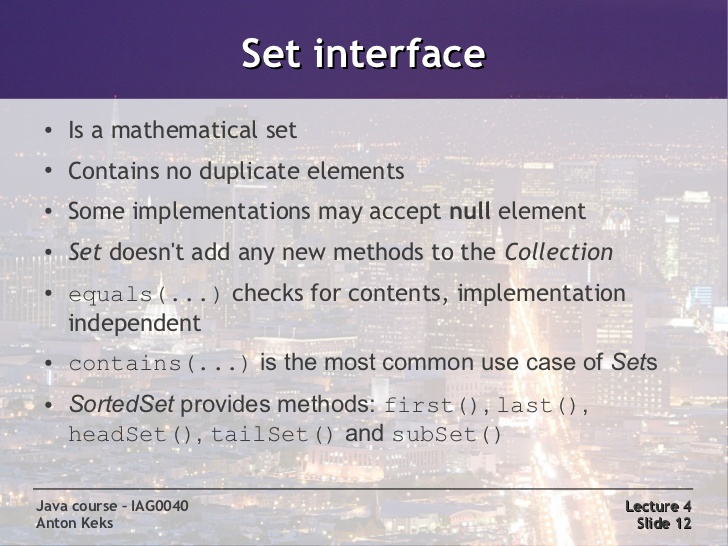 Set interface
• Is a mathematical set
• Contains no duplicate elements
• Some implementations may accept null element
• Set doesn't add any new methods to the Collection
• equals(...) checks for contents, implementation
independent
• contains(...) is the most common use case of Sets
• SortedSet provides methods: first(), last(),
headSet(), tailSet() and subSet()
Java course – IAG0040
Anton Keks
Lecture 4
Slide 12